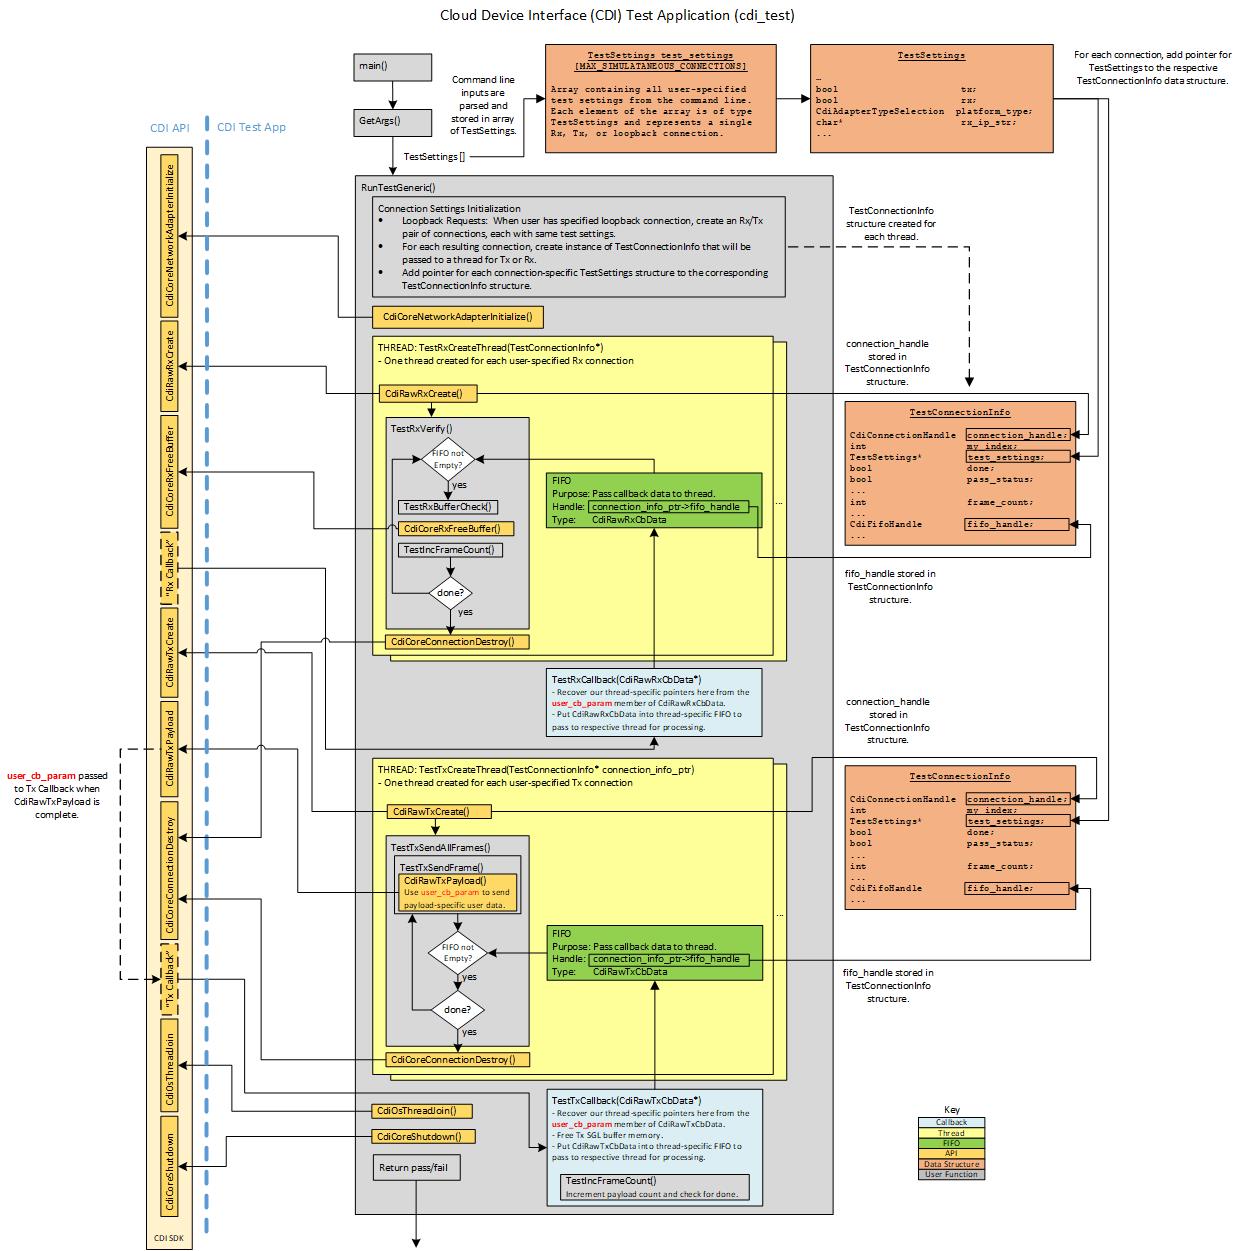 Cloud Device Interface (CDI) Test Application (cdi_test)
main()
GetArgs()
Command line
inputs are
parsed and
stored in array
of TestSettings.
TestSettings []
TestSettings test_settings
[MAX_SIMULATANEOUS_CONNECTIONS]
Array containing all user-specified
test settings from the command line.
Each element of the array is of type
TestSettings and represents a single
Rx, Tx, or loopback connection.
TestSettings
…
bool tx;
bool rx;
CdiAdapterTypeSelection platform_type;
char* rx_ip_str;
...
For each connection, add pointer for
TestSettings to the respective
TestConnectionInfo data structure.
CDI API
CDI Test App
CdiCoreNetworkAdapterInitialize
CdiRawRxCreate
CdiCoreRxFreeBuffer
"Rx Callback"
CdiRawTxCreate
CdiRawTxPayload
CdiCoreConnectionDestroy
"Tx Callback"
CdiOsThreadJoin
CdiCoreShutdown
CDI SDK
user_cb_param passed
to Tx Callback when
CdiRawTxPayload is
complete.
RunTestGeneric()
Connection Settings Initialization
• Loopback Requests: When user has specified loopback connection, create an Rx/Tx
pair of connections, each with same test settings.
• For each resulting connection, create instance of TestConnectionInfo that will be
passed to a thread for Tx or Rx.
• Add pointer for each connection-specific TestSettings structure to the corresponding
TestConnectionInfo structure.
TestConnectionInfo
structure created for
each thread.
CdiCoreNetworkAdapterInitialize()
THREAD: TestRxCreateThread(TestConnectionInfo*)
- One thread created for each user-specified Rx connection
CdiRawRxCreate()
TestRxVerify()
FIFO not
Empty?
yes
TestRxBufferCheck()
CdiCoreRxFreeBuffer()
TestIncFrameCount()
done?
yes
CdiCoreConnectionDestroy()
FIFO
Purpose: Pass callback data to thread.
Handle: connection_info_ptr->fifo_handle
Type: CdiRawRxCbData
...
connection_handle
stored in
TestConnectionInfo
structure.
TestConnectionInfo
CdiConnectionHandle connection_handle;
int my_index;
TestSettings* test_settings;
bool done;
bool pass_status;
...
int frame_count;
...
CdiFifoHandle fifo_handle;
...
fifo_handle stored in
TestConnectionInfo
structure.
TestRxCallback(CdiRawRxCbData*)
- Recover our thread-specific pointers here from the
user_cb_param member of CdiRawRxCbData.
- Put CdiRawRxCbData into thread-specific FIFO to
pass to respective thread for processing.
THREAD: TestTxCreateThread(TestConnectionInfo* connection_info_ptr)
- One thread created for each user-specified Tx connection
CdiRawTxCreate()
TestTxSendAllFrames()
TestTxSendFrame()
CdiRawTxPayload()
Use user_cb_param to send
payload-specific user data.
FIFO not
Empty?
yes
done?
yes
CdiCoreConnectionDestroy()
FIFO
Purpose: Pass callback data to thread.
Handle: connection_info_ptr->fifo_handle
Type: CdiRawTxCbData
...
connection_handle
stored in
TestConnectionInfo
structure.
TestConnectionInfo
CdiConnectionHandle connection_handle;
int my_index;
TestSettings* test_settings;
bool done;
bool pass_status;
...
int frame_count;
...
CdiFifoHandle fifo_handle;
...
fifo_handle stored in
TestConnectionInfo
structure.
TestTxCallback(CdiRawTxCbData*)
- Recover our thread-specific pointers here from the
user_cb_param member of CdiRawTxCbData.
- Free Tx SGL buffer memory.
- Put CdiRawTxCbData into thread-specific FIFO to
pass to respective thread for processing.
TestIncFrameCount()
Increment payload count and check for done.
CdiOsThreadJoin()
CdiCoreShutdown()
Return pass/fail
Key
Callback
Thread
FIFO
API
Data Structure
User Function